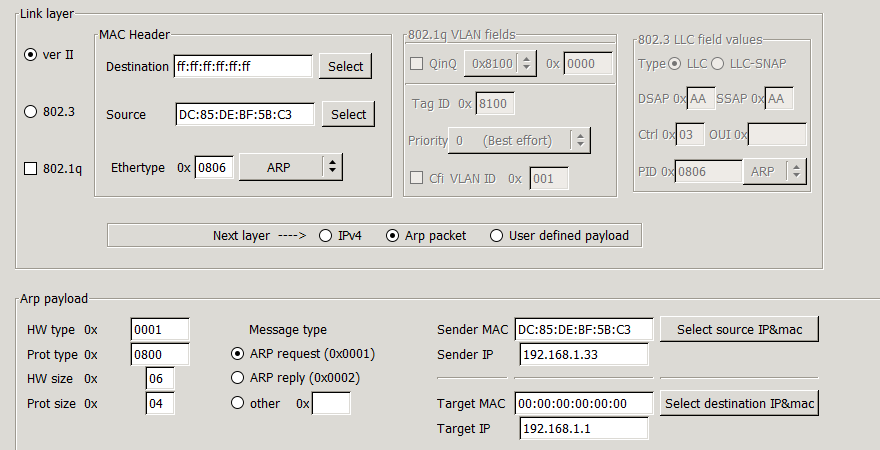 Link layer
ver II
802.3
802.1q
MAC Header
Destination ff:ff:ff:ff:ff:ff Select
Source DC:85:DE:BF:5B:C3 Select
Ethertype 0x 0806 ARP
802.1q VLAN fields
QinQ 0x8100 0x 0000
Tag ID 0x 8100
Priority 0 (Best effort)
Cfi VLAN ID 0x 001
802.3 LLC field values
Type LLC LLC-SNAP
DSAP 0x AA SSAP 0x AA
Ctrl 0x 03 OUI 0x
PID 0x 0806 ARP
Next layer ----> IPv4 Arp packet User defined payload
Arp payload
HW type 0x 0001
Prot type 0x 0800
HW size 0x 06
Prot size 0x 04
Message type
ARP request (0x0001)
ARP reply (0x0002)
other 0x
Sender MAC DC:85:DE:BF:5B:C3 Select source IP&mac
Sender IP 192.168.1.33
Target MAC 00:00:00:00:00:00 Select destination IP&mac
Target IP 192.168.1.1